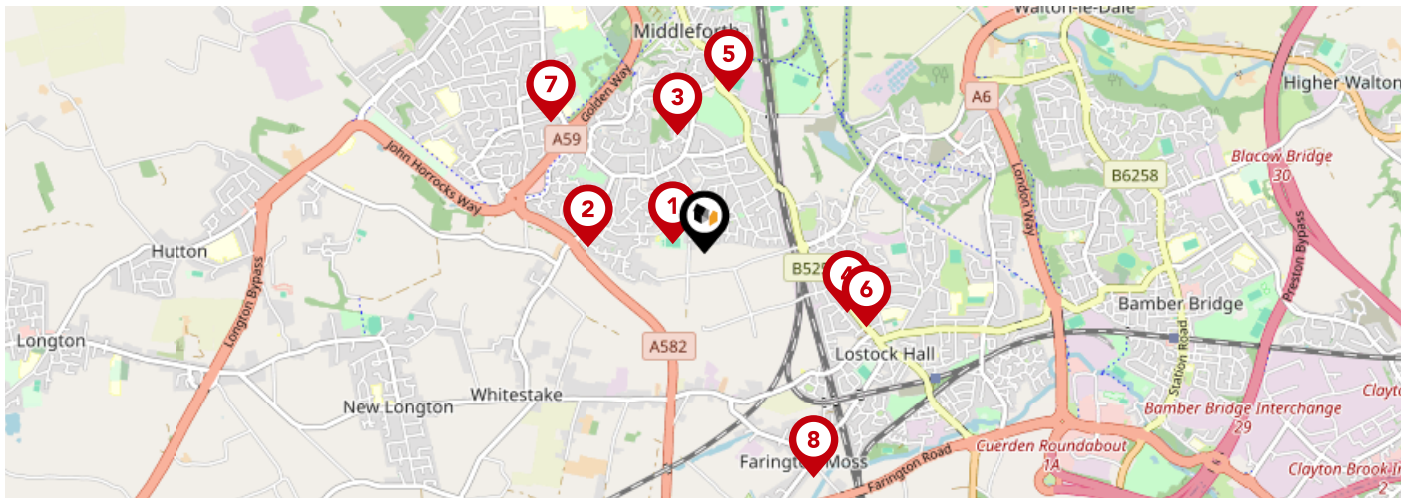 Walton-le-Dale
Middleforth
5
7
3
Golden Way
A6
Higher Walton
A59
John Horrocks Way
Blacow Bridge
30
B6258
London Way
1
2
Hutton
Preston Bypass
Longton Bypass
4
6
Bamber Bridge
Longton
A582
Lostock Hall
Station Road
Whitestake
New Longton
Bamber Bridge Interchange
29
8
Farington Moss
Farington Road
Cuerden Roundabout
1A
Clayton Brook
2